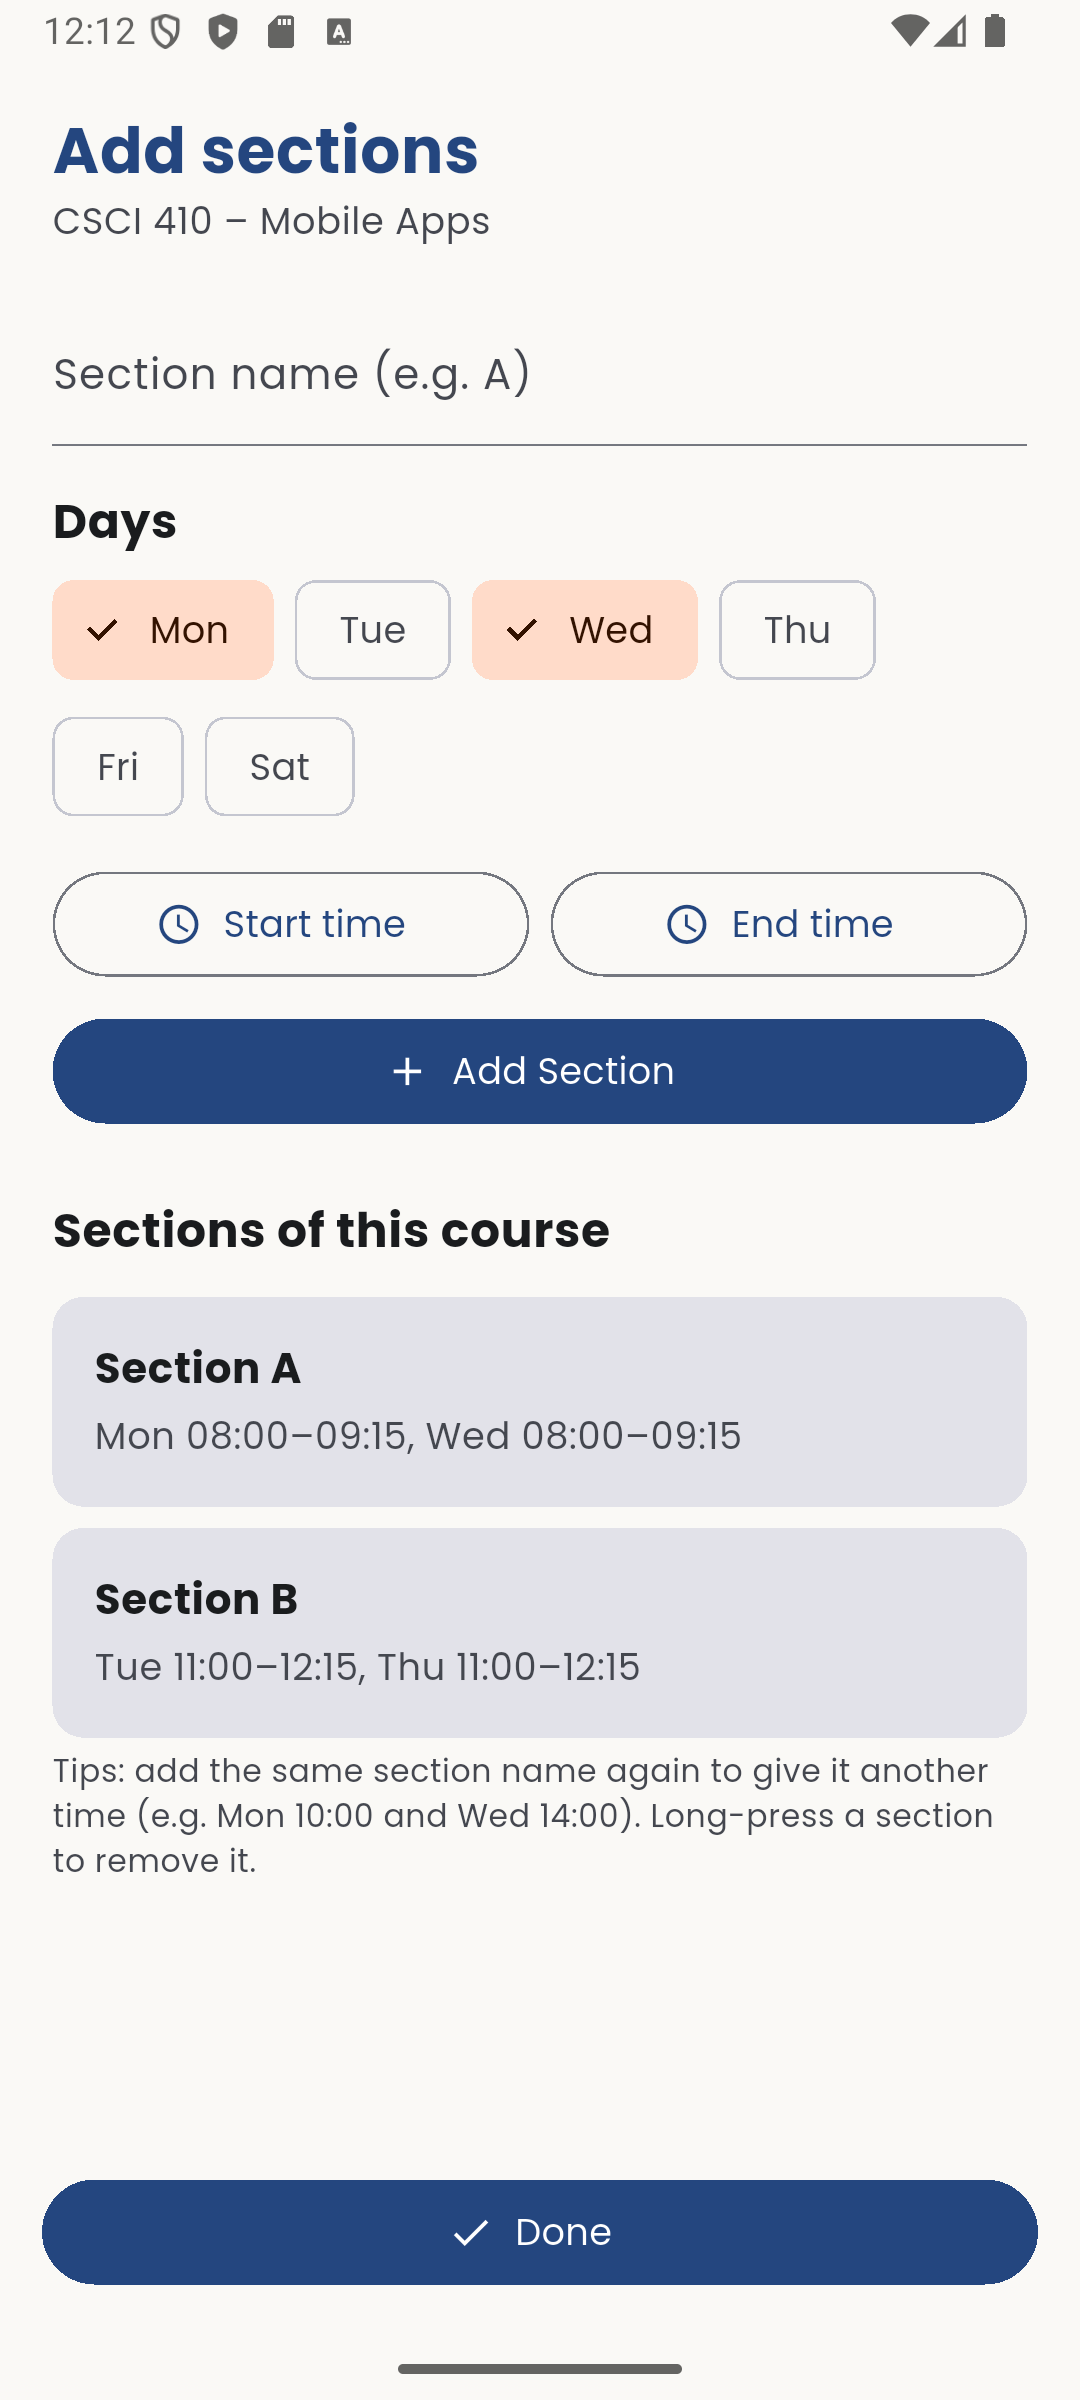 12:12
Add sections
CSCI 410 – Mobile Apps
Section name (e.g. A)
Days
Mon Tue Wed Thu
Fri Sat
Start time End time
+ Add Section
Sections of this course
Section A
Mon 08:00–09:15, Wed 08:00–09:15
Section B
Tue 11:00–12:15, Thu 11:00–12:15
Tips: add the same section name again to give it another
time (e.g. Mon 10:00 and Wed 14:00). Long-press a section
to remove it.
Done